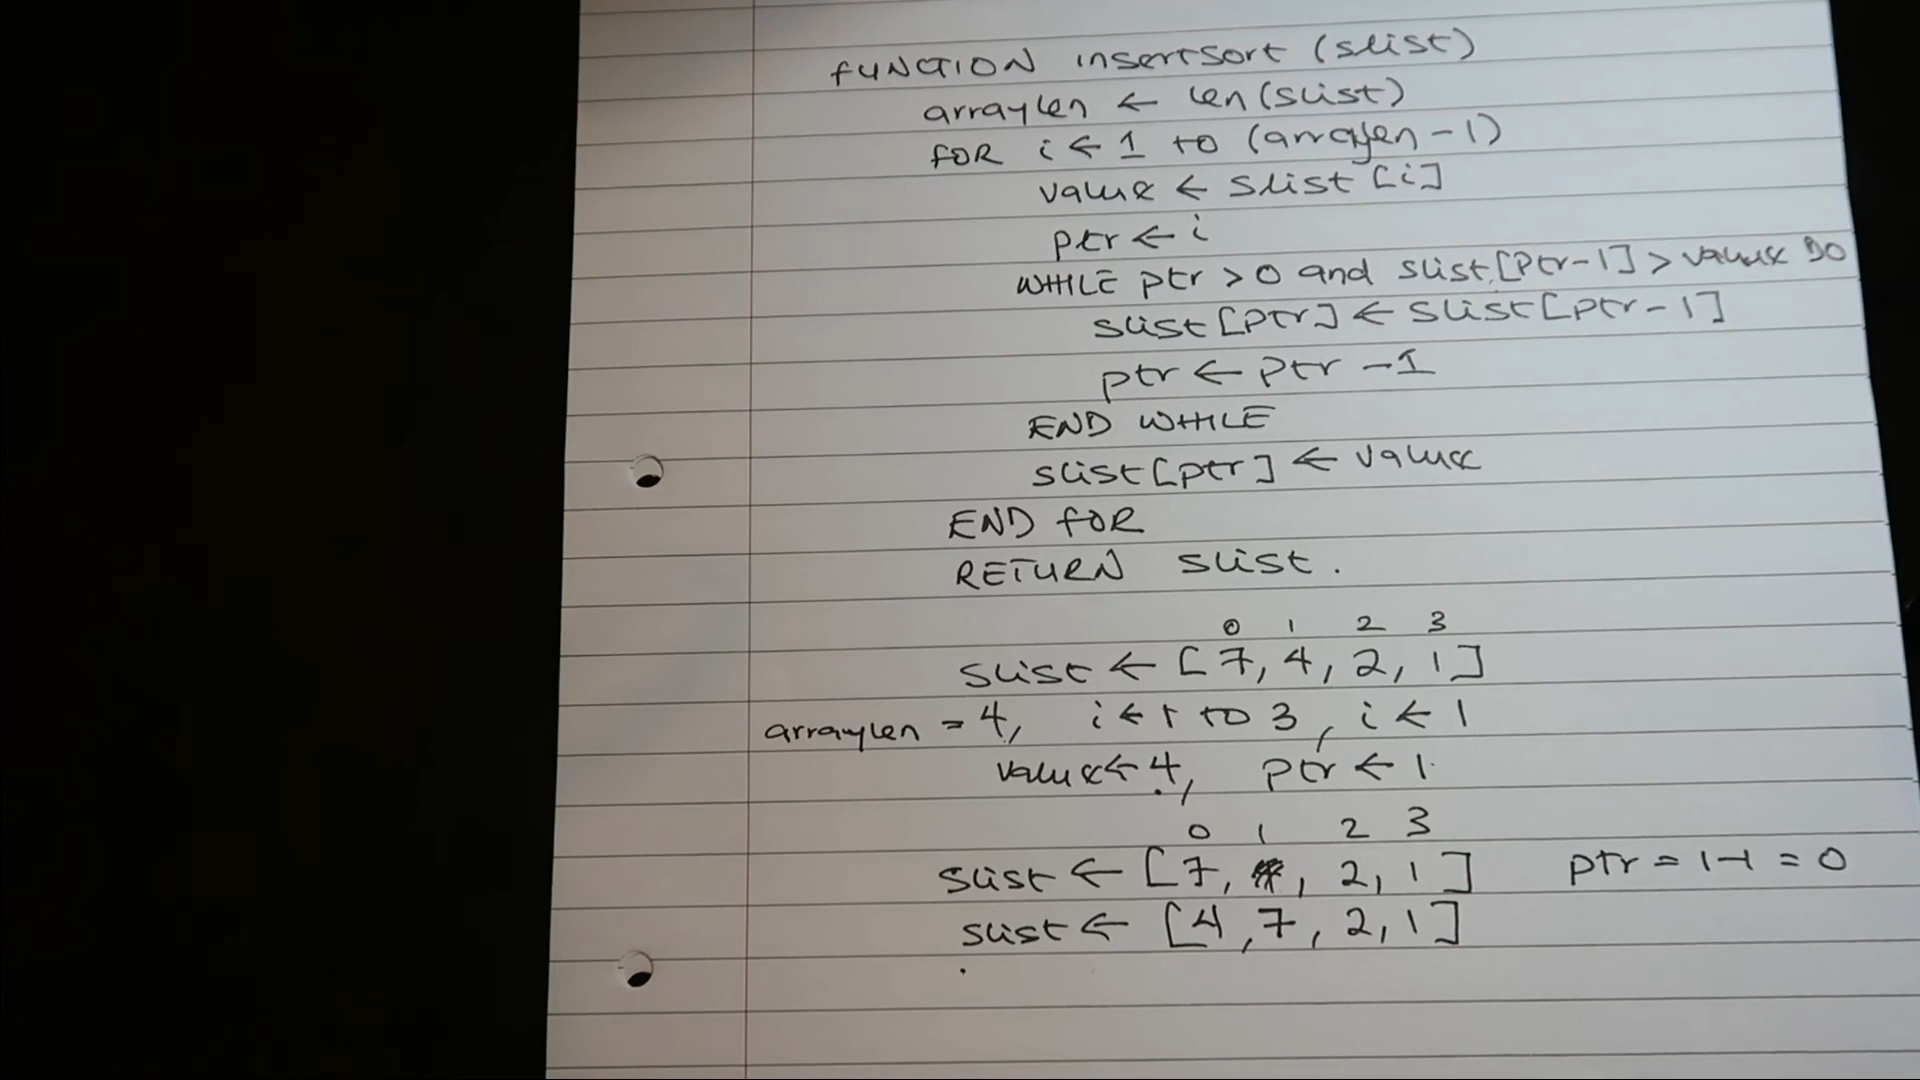 FUNCTION insertsort (slist)
arraylen ← len(slist)
FOR i ← 1 to (arraylen - 1)
value ← slist [i]
ptr ← i
WHILE ptr > 0 and slist[ptr-1] > value DO
slist[ptr] ← slist[ptr-1]
ptr ← ptr -1
END WHILE
slist[ptr] ← value
END FOR
RETURN slist.
0 1 2 3
slist ← [7, 4, 2, 1]
arraylen = 4, i ← 1 to 3, i ← 1
value ← 4, ptr ← 1
0 1 2 3
slist ← [7, , 2, 1] ptr = 1-1 = 0
slist ← [4, 7, 2, 1]